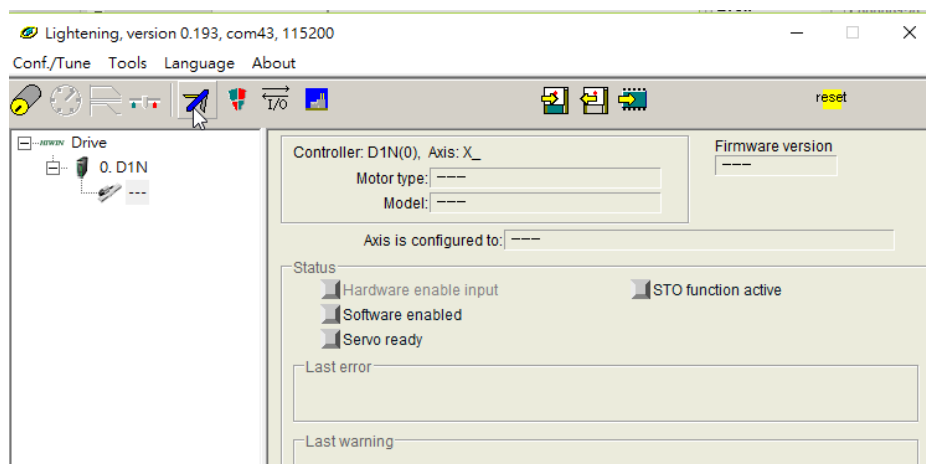 Lightening, version 0.193, com43, 115200
Conf./Tune Tools Language About
I/O
reset
HIWIN Drive
0. D1N
---
Controller: D1N(0), Axis: X_
Firmware version
---
Motor type: ---
Model: ---
Axis is configured to: ---
Status
Hardware enable input
STO function active
Software enabled
Servo ready
Last error
Last warning